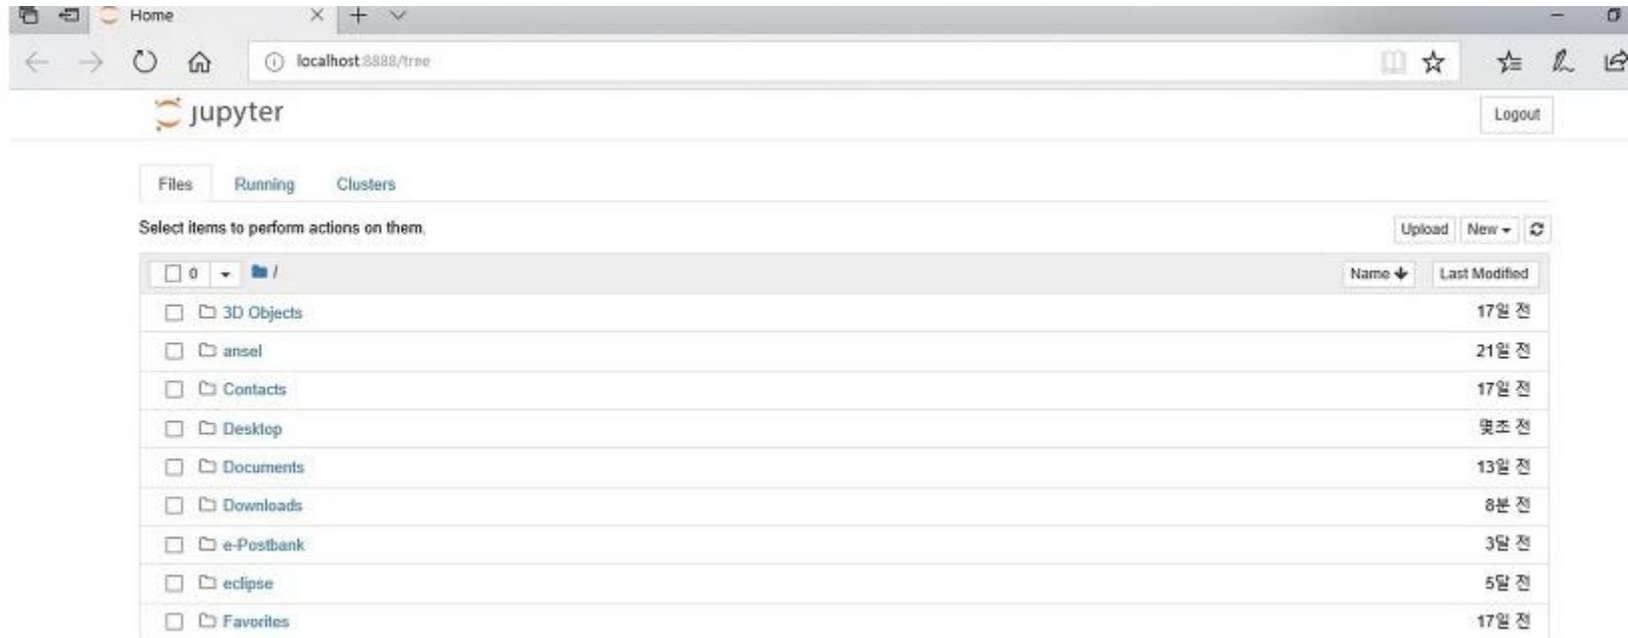 Home
localhost:8888/tree
jupyter
Logout
Files Running Clusters
Select items to perform actions on them.
Upload New
0 /
Name Last Modified
3D Objects 17일 전
ansel 21일 전
Contacts 17일 전
Desktop 몇초 전
Documents 13일 전
Downloads 8분 전
e-Postbank 3달 전
eclipse 5달 전
Favorites 17일 전